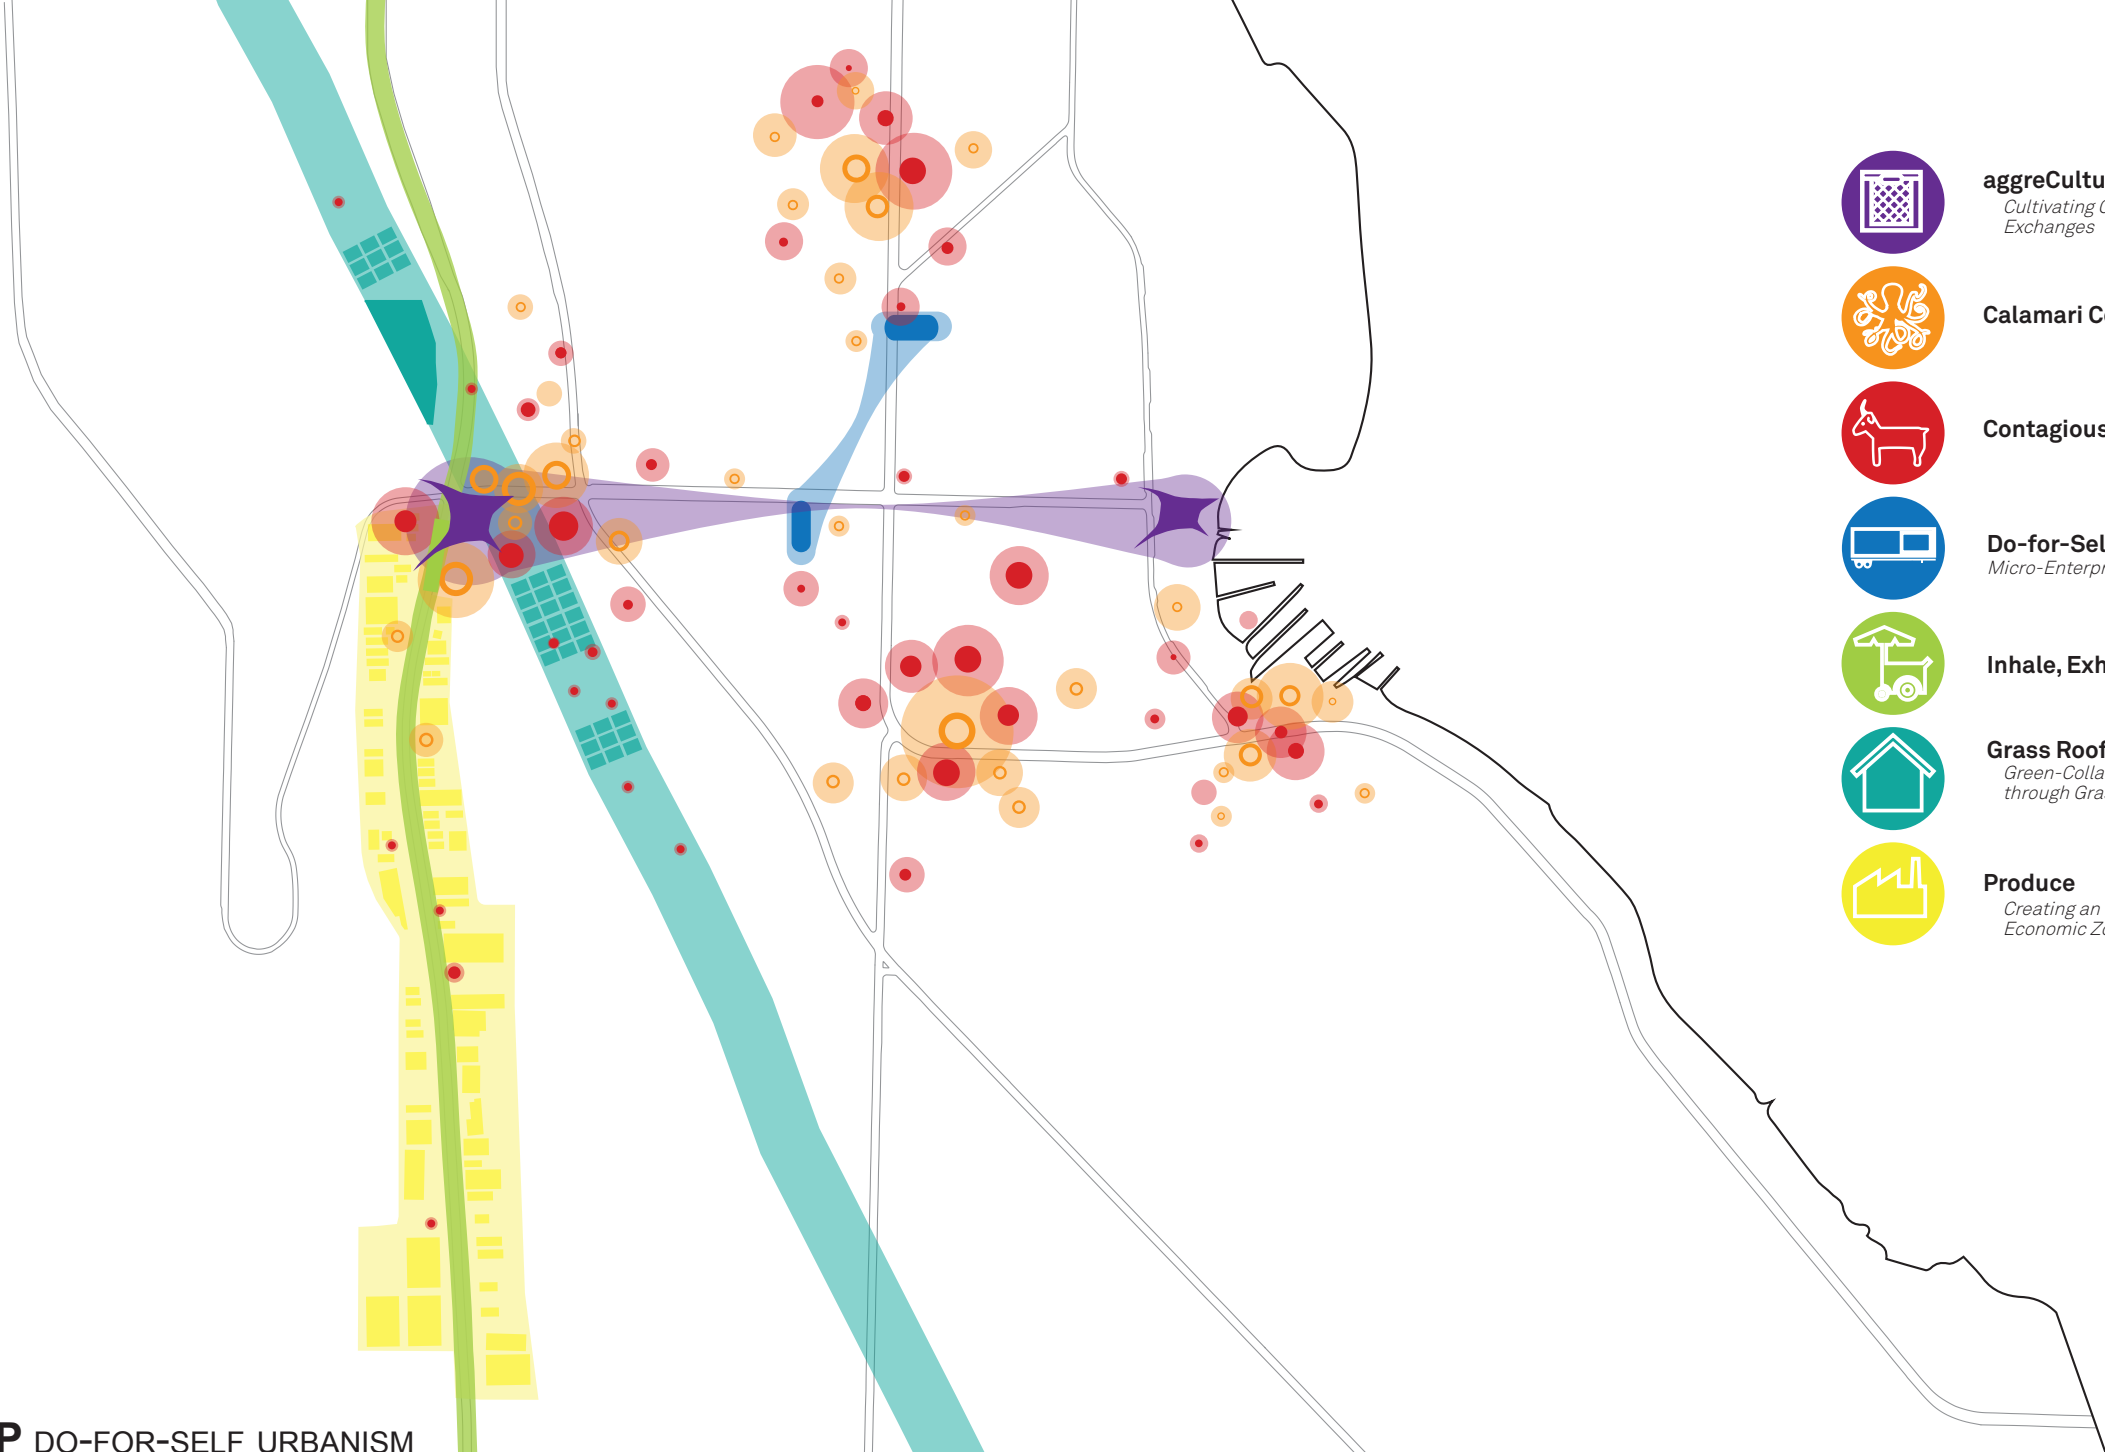 aggreCultu
Cultivating
Exchanges
Calamari C
Contagious
Do-for-Sel
Micro-Enterp
Inhale, Exh
Grass Roof
Green-Colla
through Gra
Produce
Creating an
Economic Z
P DO-FOR-SELF URBANISM